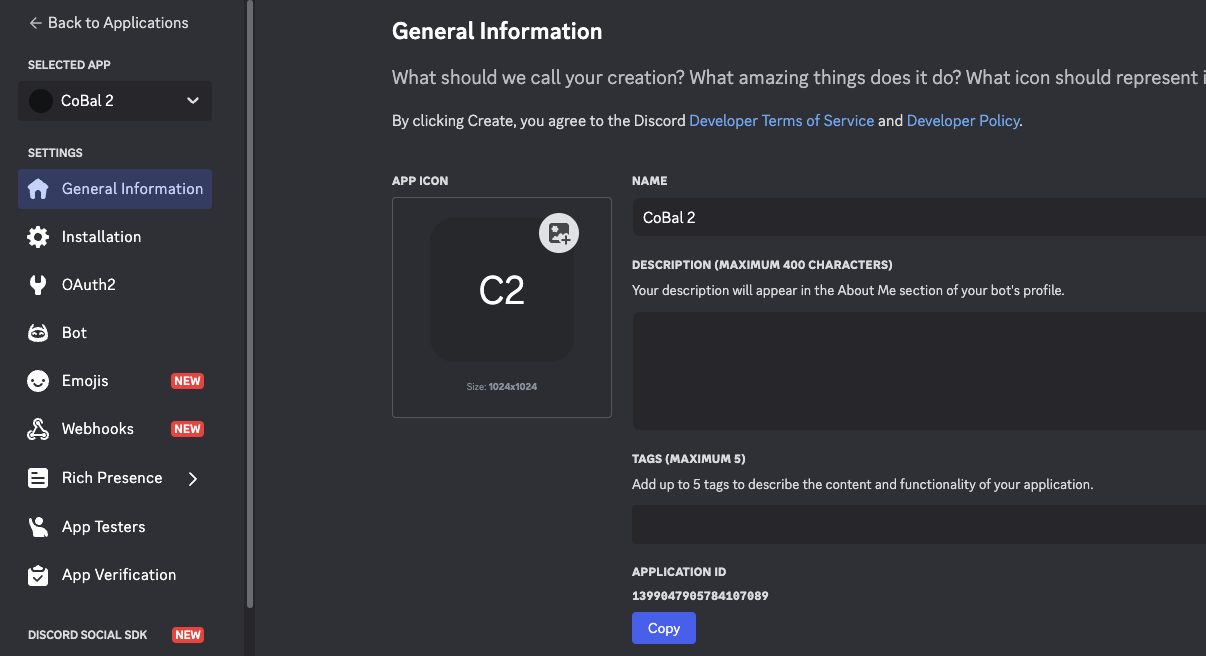 Back to Applications
SELECTED APP
CoBal 2
SETTINGS
General Information
Installation
OAuth2
Bot
Emojis NEW
Webhooks NEW
Rich Presence
App Testers
App Verification
DISCORD SOCIAL SDK NEW
General Information
What should we call your creation? What amazing things does it do? What icon should represent
By clicking Create, you agree to the Discord Developer Terms of Service and Developer Policy.
APP ICON
C2
Size: 1024x1024
NAME
CoBal 2
DESCRIPTION (MAXIMUM 400 CHARACTERS)
Your description will appear in the About Me section of your bot's profile.
TAGS (MAXIMUM 5)
Add up to 5 tags to describe the content and functionality of your application.
APPLICATION ID
1399047905784107089
Copy